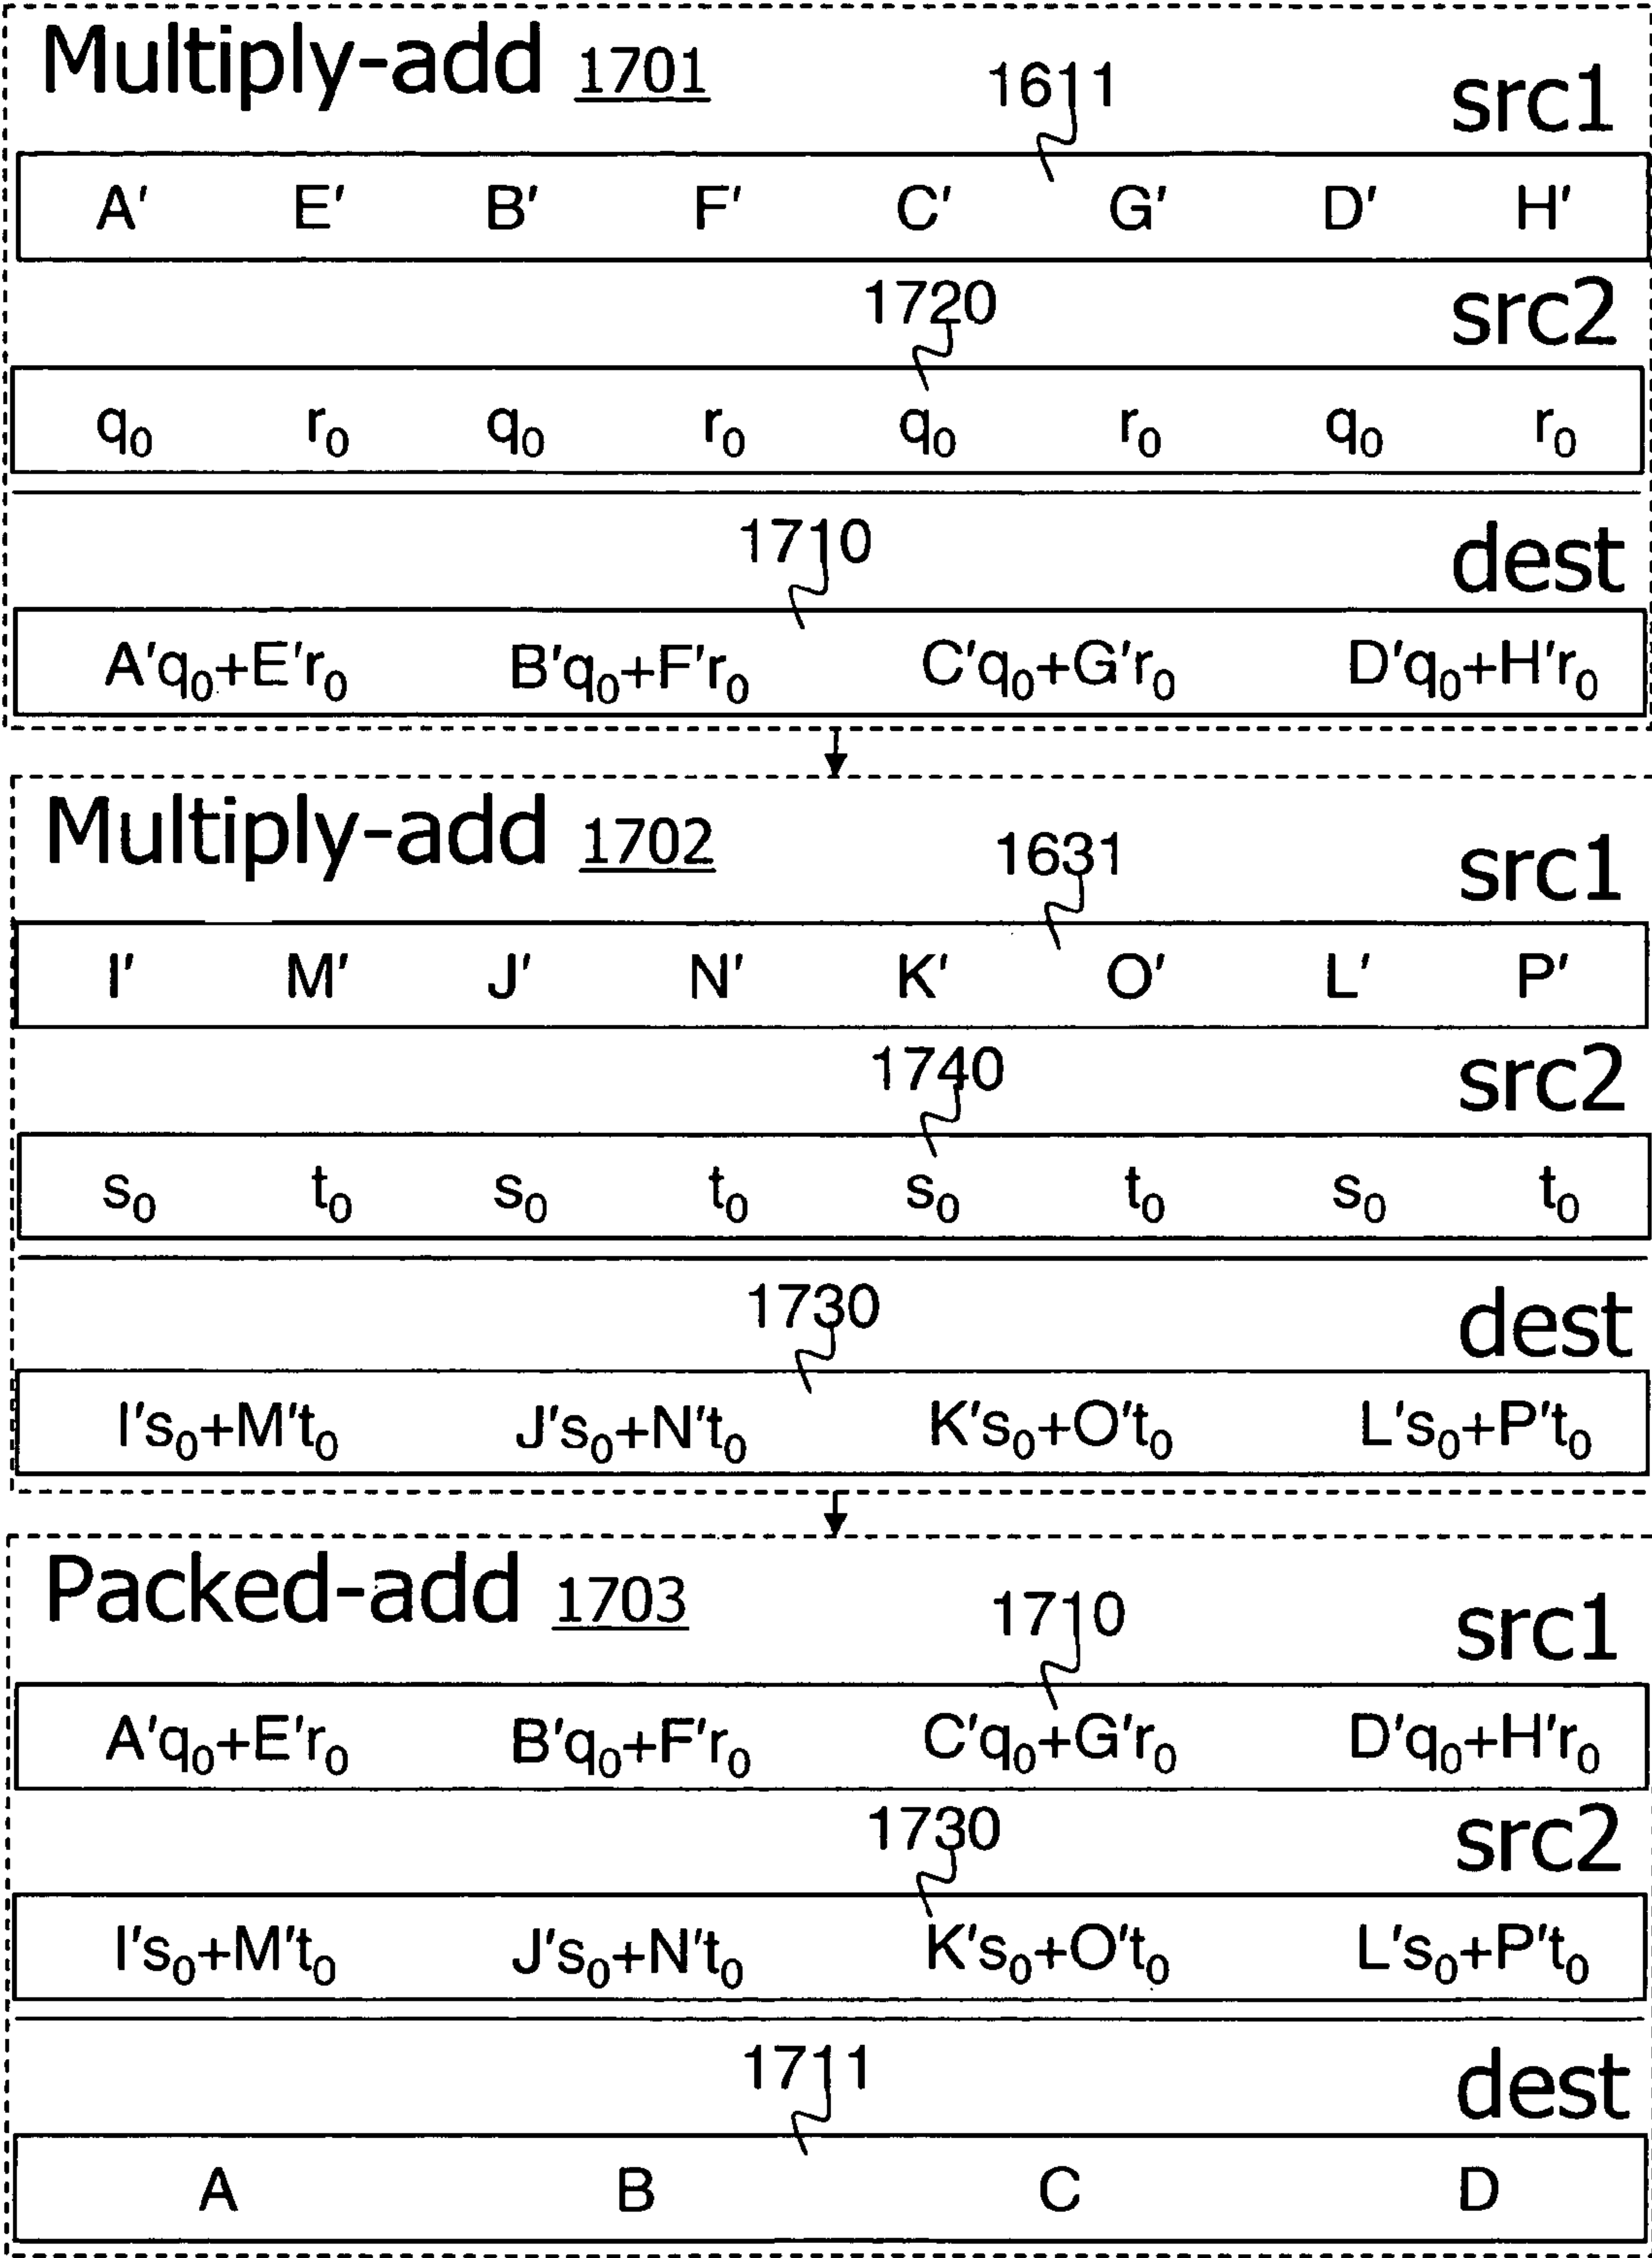 Multiply-add 1701 1611 src1
A' E' B' F' C' G' D' H'
1720 src2
q₀ r₀ q₀ r₀ q₀ r₀ q₀ r₀
1710 dest
A'q₀+E'r₀ B'q₀+F'r₀ C'q₀+G'r₀ D'q₀+H'r₀
Multiply-add 1702 1631 src1
I' M' J' N' K' O' L' P'
1740 src2
s₀ t₀ s₀ t₀ s₀ t₀ s₀ t₀
1730 dest
I's₀+M't₀ J's₀+N't₀ K's₀+O't₀ L's₀+P't₀
Packed-add 1703 1710 src1
A'q₀+E'r₀ B'q₀+F'r₀ C'q₀+G'r₀ D'q₀+H'r₀
1730 src2
I's₀+M't₀ J's₀+N't₀ K's₀+O't₀ L's₀+P't₀
1711 dest
A B C D